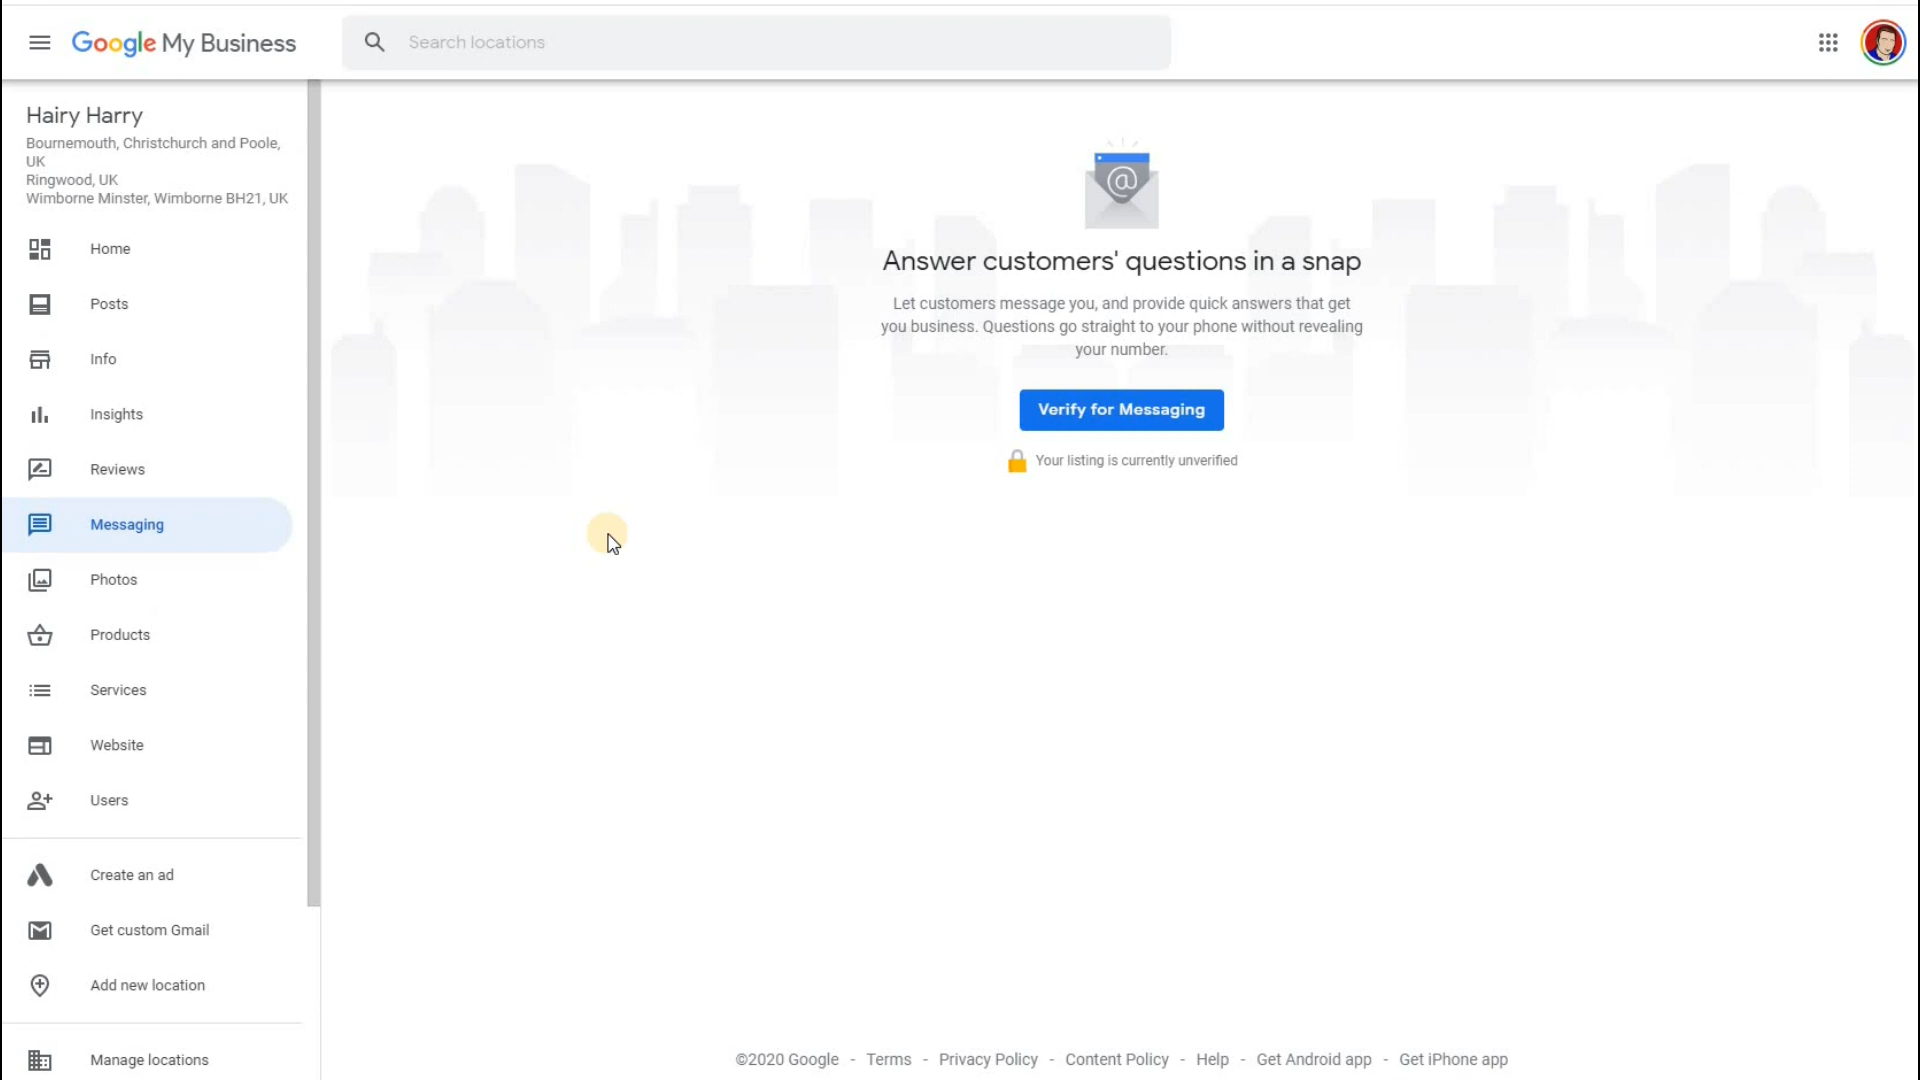 Google My Business
Search locations
Hairy Harry
Bournemouth, Christchurch and Poole,
UK
Ringwood, UK
Wimborne Minster, Wimborne BH21, UK
Home
Posts
Info
Insights
Reviews
Messaging
Photos
Products
Services
Website
Users
Create an ad
Get custom Gmail
Add new location
Manage locations
@
Answer customers' questions in a snap
Let customers message you, and provide quick answers that get
you business. Questions go straight to your phone without revealing
your number.
Verify for Messaging
Your listing is currently unverified
©2020 Google - Terms - Privacy Policy - Content Policy - Help - Get Android app - Get iPhone app